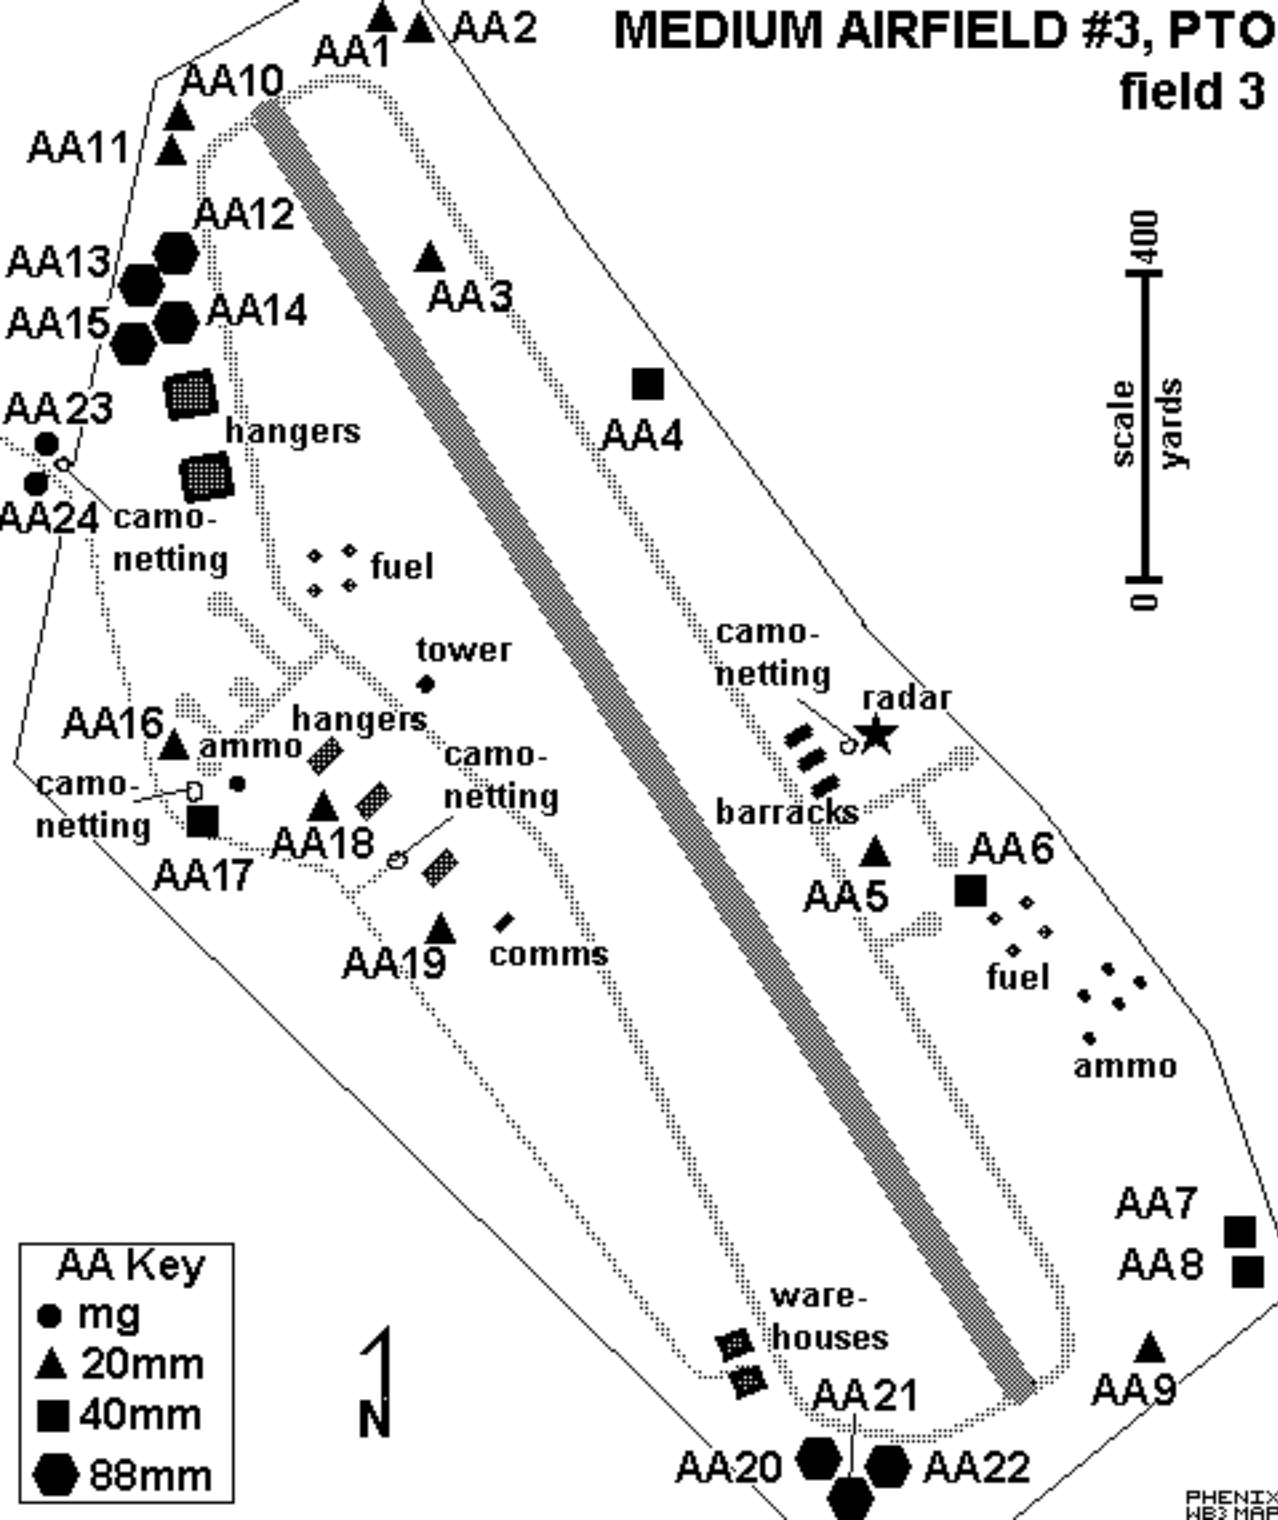 MEDIUM AIRFIELD #3, PTO
field 3
AA1
AA2
AA10
AA11
AA12
AA13
AA3
AA15
AA14
400
scale
yards
0
AA23
hangers
AA4
AA24
camo-
netting
fuel
tower
camo-
netting
radar
AA16
hangers
ammo
camo-
netting
camo-
netting
barracks
AA18
AA17
AA6
AA5
AA19
comms
fuel
ammo
AA7
AA8
AA Key
mg
20mm
40mm
88mm
N
ware-
houses
AA21
AA9
AA20
AA22
PHENIX
WB3 MAP